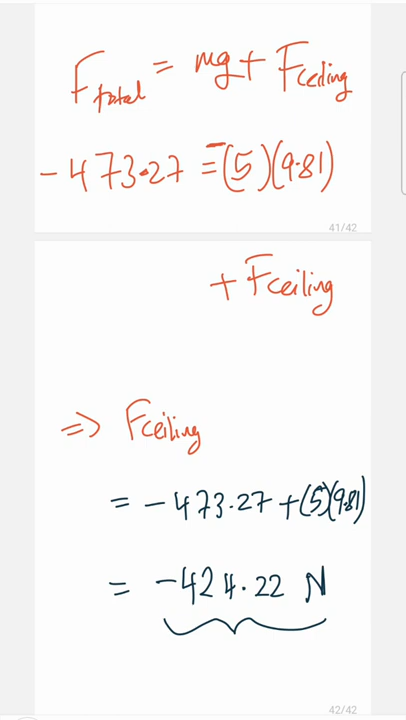 F total = mg + Fceiling
-473.27 = -(5)(9.81)
41/42
+ Fceiling
=> Fceiling
= -473.27 + (5)(9.81)
= -424.22 N
42/42